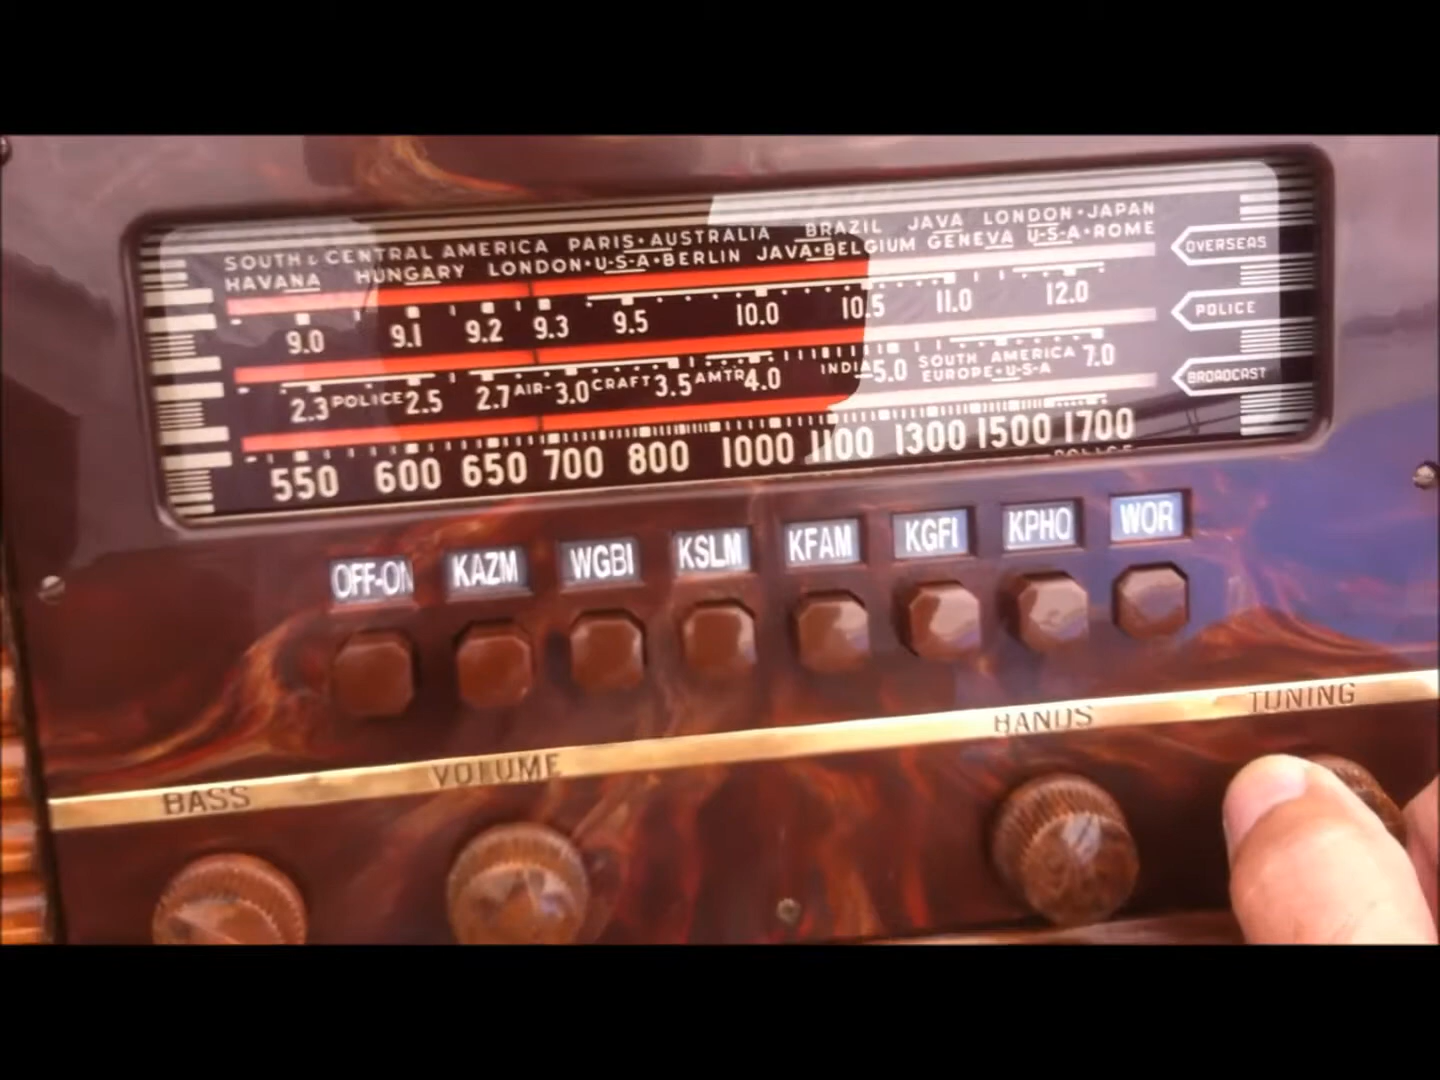 SOUTH & CENTRAL AMERICA PARIS•AUSTRALIA BRAZIL JAVA LONDON•JAPAN
HAVANA HUNGARY LONDON•U-S-A•BERLIN JAVA•BELGIUM GENEVA U-S-A•ROME
OVERSEAS
9.0 9.1 9.2 9.3 9.5 10.0 10.5 11.0 12.0
POLICE
2.3 POLICE 2.5 2.7 AIR-3.0 CRAFT 3.5 AMTR 4.0 INDIA 5.0 SOUTH AMERICA 7.0
EUROPE•U-S-A
BROADCAST
550 600 650 700 800 1000 1100 1300 1500 1700
POLICE
OFF-ON KAZM WGBI KSLM KFAM KGFI KPHO WOR
BASS VOLUME BANDS TUNING